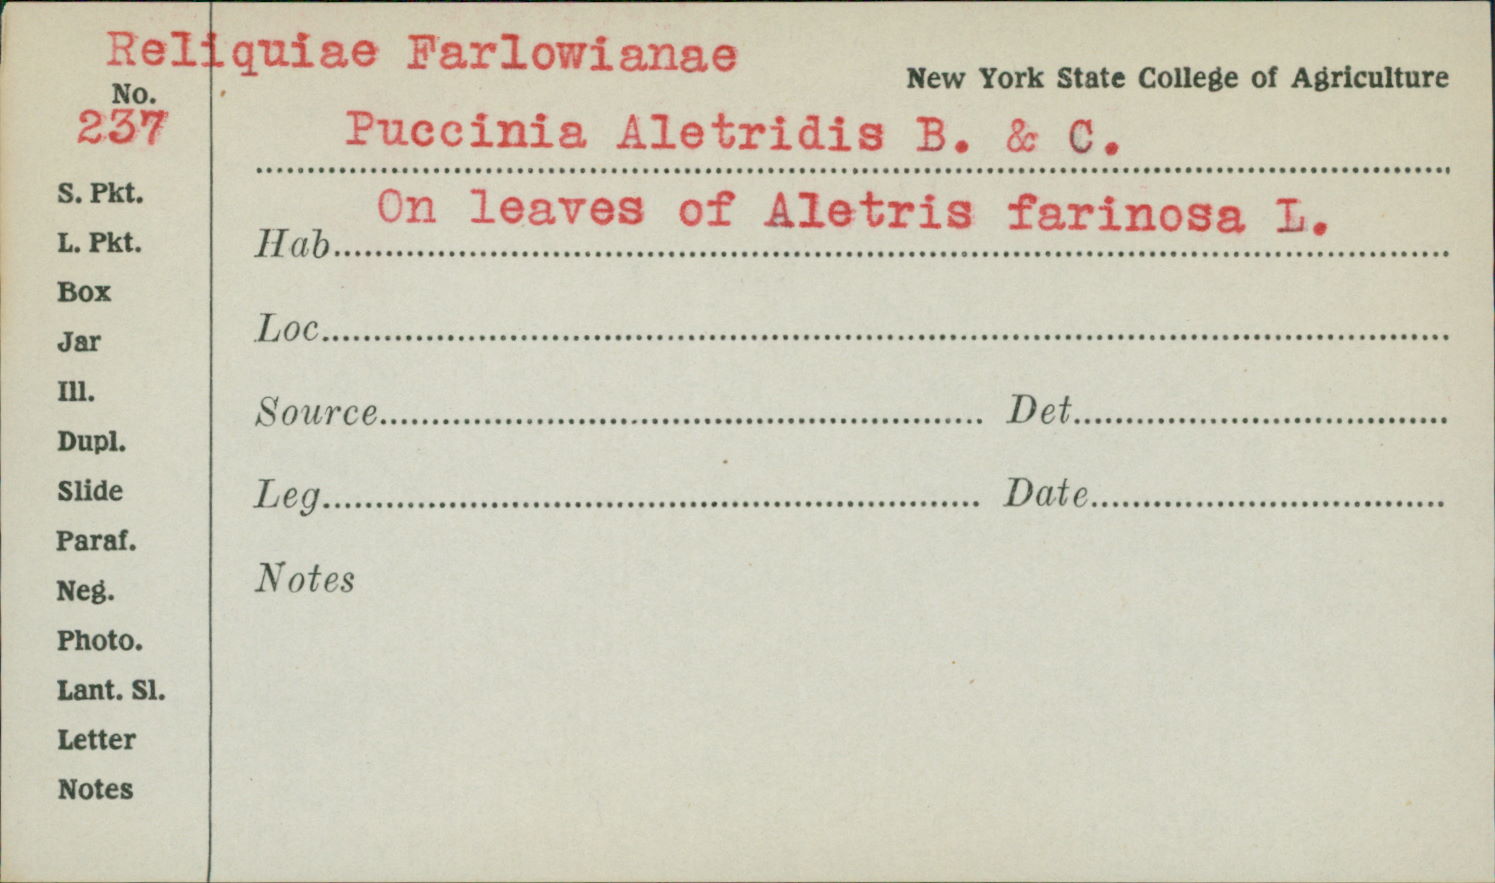 Reliquiae Farlowianae
New York State College of Agriculture
No.
237
Puccinia Aletridis B. & C.
On leaves of Aletris farinosa L.
Hab
Loc
Source Det
Leg Date
Notes
S. Pkt.
L. Pkt.
Box
Jar
Ill.
Dupl.
Slide
Paraf.
Neg.
Photo.
Lant. Sl.
Letter
Notes